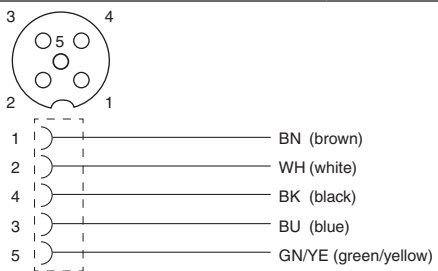 3 4
5
2 1
1 BN (brown)
2 WH (white)
4 BK (black)
3 BU (blue)
5 GN/YE (green/yellow)